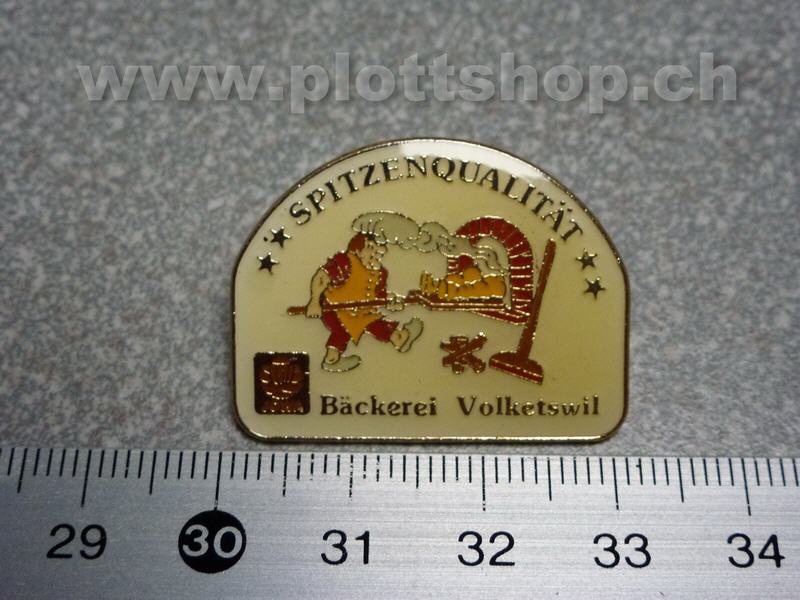 www.plottshop.ch
SPITZENQUALITÄT
Bäckerei Volketswil
29 30 31 32 33 34